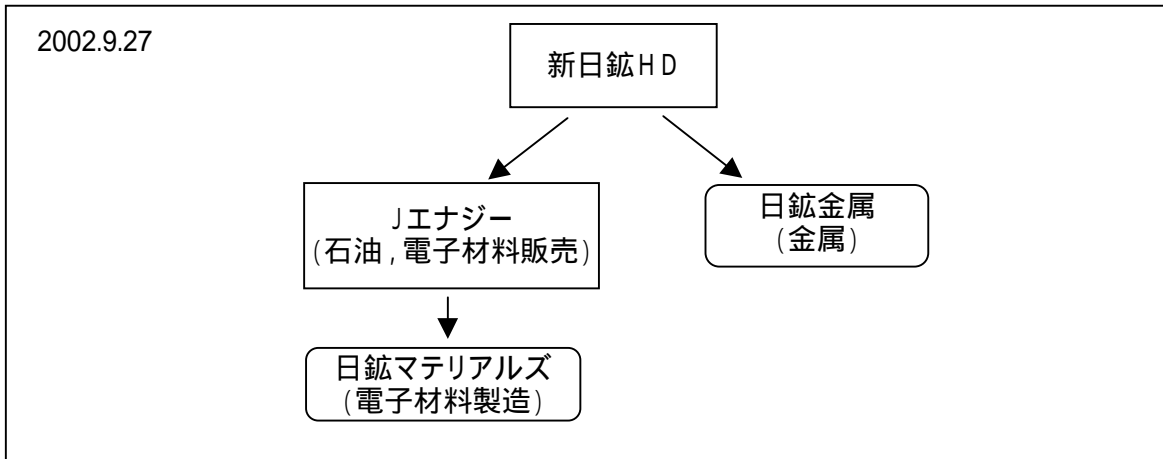 2002.9.27
新日鉱ＨＤ
Ｊエナジー
(石油,電子材料販売)
日鉱金属
(金属)
日鉱マテリアルズ
(電子材料製造)